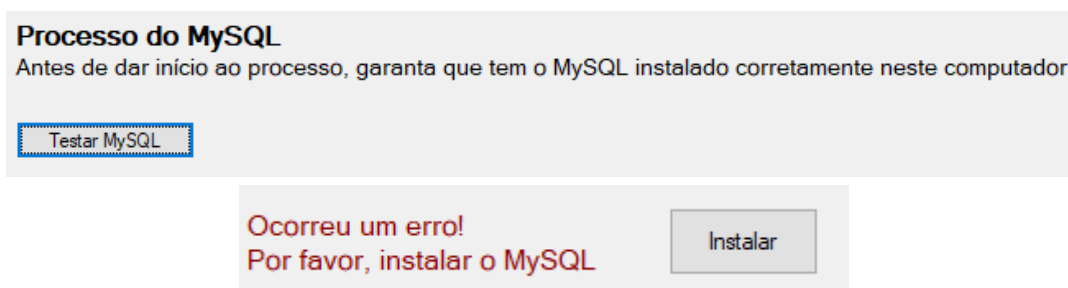 Processo do MySQL
Antes de dar início ao processo, garanta que tem o MySQL instalado corretamente neste computador
Testar MySQL
Ocorreu um erro!
Por favor, instalar o MySQL
Instalar